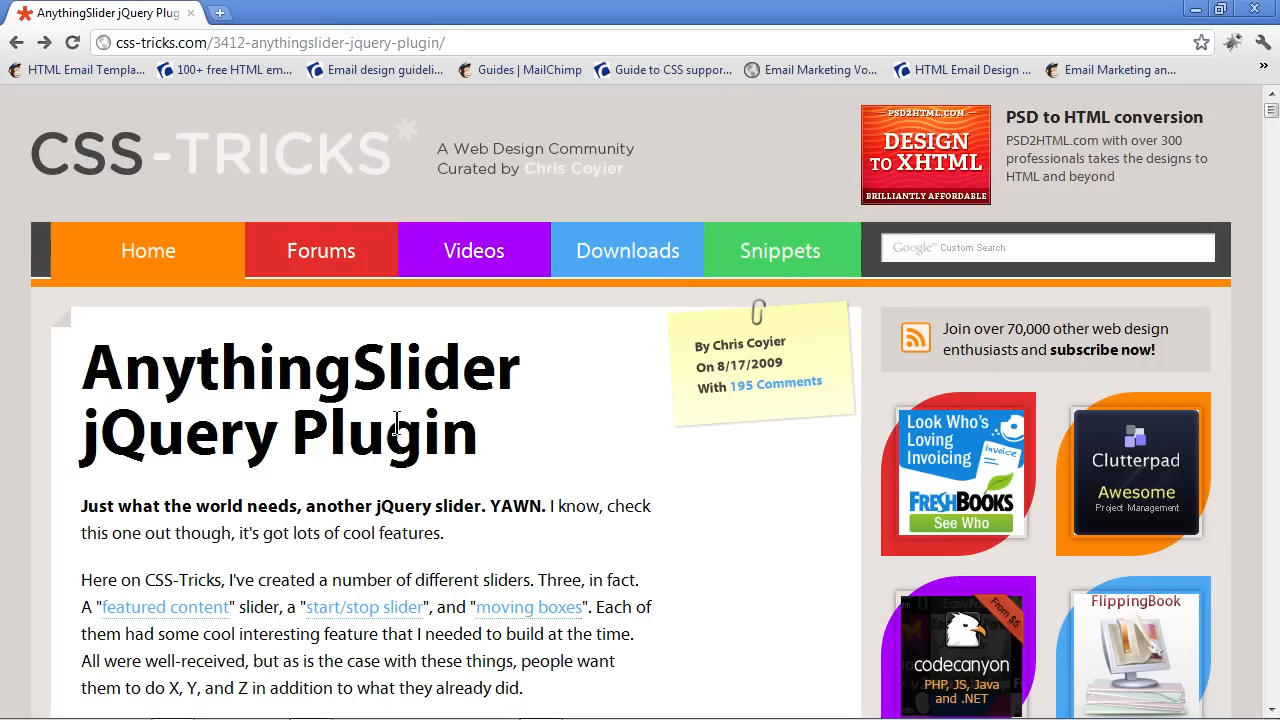 AnythingSlider jQuery Plug
css-tricks.com/3412-anythingslider-jquery-plugin/
HTML Email Templa...
100+ free HTML em...
Email design guideli...
Guides | MailChimp
Guide to CSS suppor...
Email Marketing Vo...
HTML Email Design ...
Email Marketing an...
»
CSS-TRICKS*
A Web Design Community
Curated by Chris Coyier
PSD2HTML.COM
DESIGN
TO XHTML
BRILLIANTLY AFFORDABLE
PSD to HTML conversion
PSD2HTML.com with over 300
professionals takes the designs to
HTML and beyond
Home
Forums
Videos
Downloads
Snippets
Google™ Custom Search
AnythingSlider
jQuery Plugin
By Chris Coyier
On 8/17/2009
With 195 Comments
Just what the world needs, another jQuery slider. YAWN. I know, check
this one out though, it's got lots of cool features.
Here on CSS-Tricks, I've created a number of different sliders. Three, in fact.
A "featured content" slider, a "start/stop slider", and "moving boxes". Each of
them had some cool interesting feature that I needed to build at the time.
All were well-received, but as is the case with these things, people want
them to do X, Y, and Z in addition to what they already did.
Join over 70,000 other web design
enthusiasts and subscribe now!
Look Who's
Loving
Invoicing
Invoice
FRESHBOOKS
See Who
Clutterpad
Awesome
Project Management
From $5
codecanyon
PHP, JS, Java
and .NET
FlippingBook